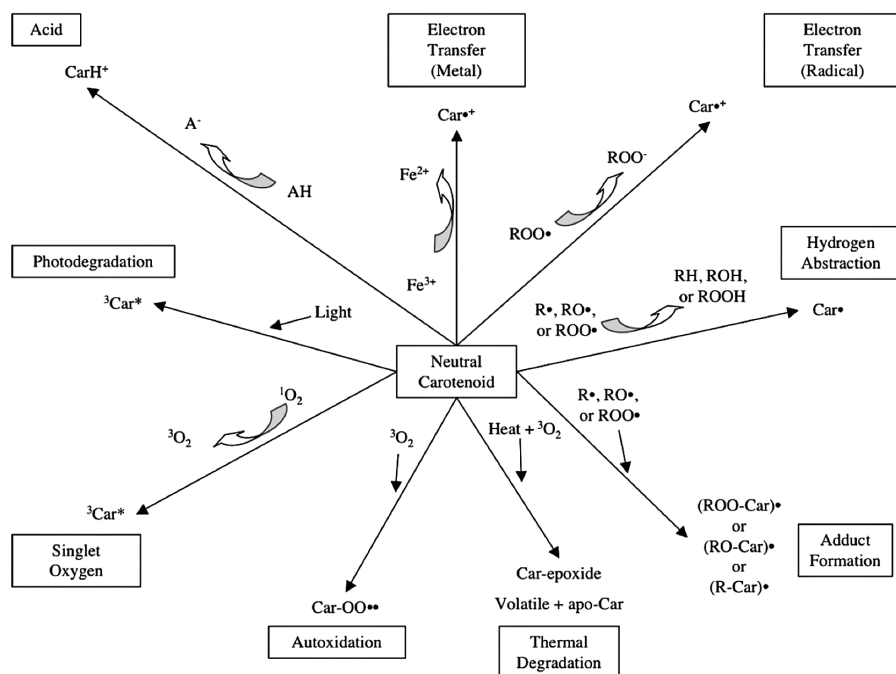 Acid
CarH⁺
A⁻
AH
Electron
Transfer
(Metal)
Car•⁺
Fe²⁺
Fe³⁺
Electron
Transfer
(Radical)
Car•⁺
ROO⁻
ROO•
Photodegradation
³Car*
Light
Hydrogen
Abstraction
RH, ROH,
or ROOH
R•, RO•,
or ROO•
Car•
Neutral
Carotenoid
¹O₂
³O₂
³Car*
Singlet
Oxygen
³O₂
Car-OO••
Autoxidation
Heat + ³O₂
Car-epoxide
Volatile + apo-Car
Thermal
Degradation
R•, RO•,
or ROO•
(ROO-Car)•
or
(RO-Car)•
or
(R-Car)•
Adduct
Formation